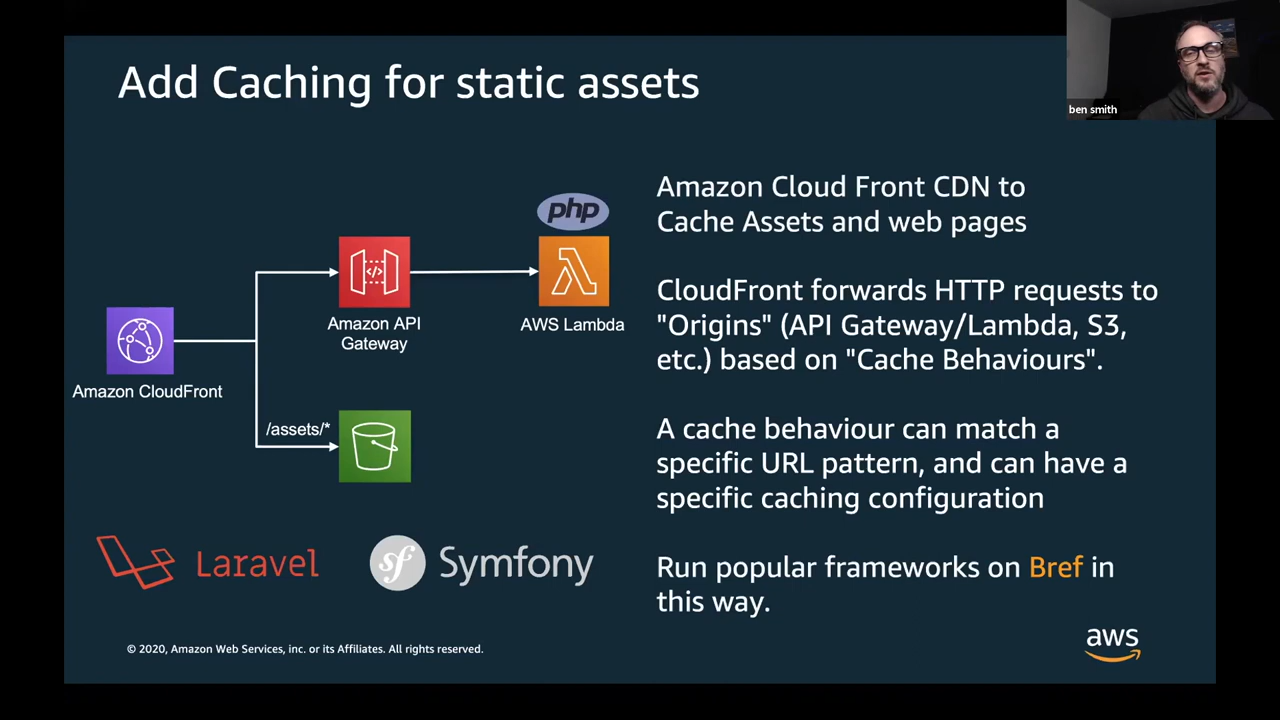 Add Caching for static assets
ben smith
Amazon Cloud Front CDN to
Cache Assets and web pages
CloudFront forwards HTTP requests to
"Origins" (API Gateway/Lambda, S3,
etc.) based on "Cache Behaviours".
A cache behaviour can match a
specific URL pattern, and can have a
specific caching configuration
Run popular frameworks on Bref in
this way.
php
</>
Amazon API
Gateway
AWS Lambda
Amazon CloudFront
/assets/*
Laravel
sf Symfony
© 2020, Amazon Web Services, inc. or its Affiliates. All rights reserved.
aws